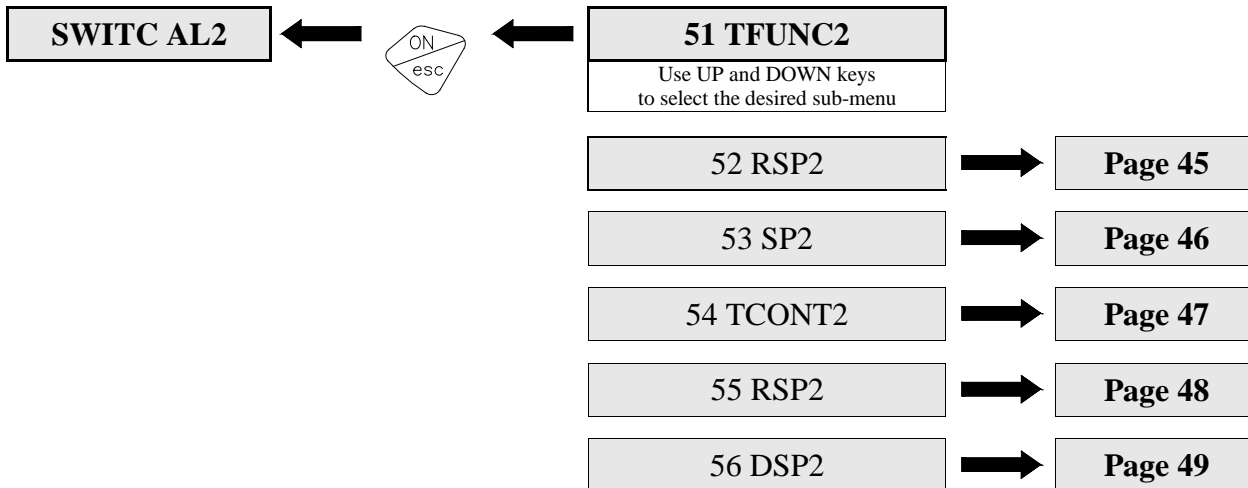 SWITC AL2
ON
esc
51 TFUNC2
Use UP and DOWN keys
to select the desired sub-menu
52 RSP2
Page 45
53 SP2
Page 46
54 TCONT2
Page 47
55 RSP2
Page 48
56 DSP2
Page 49